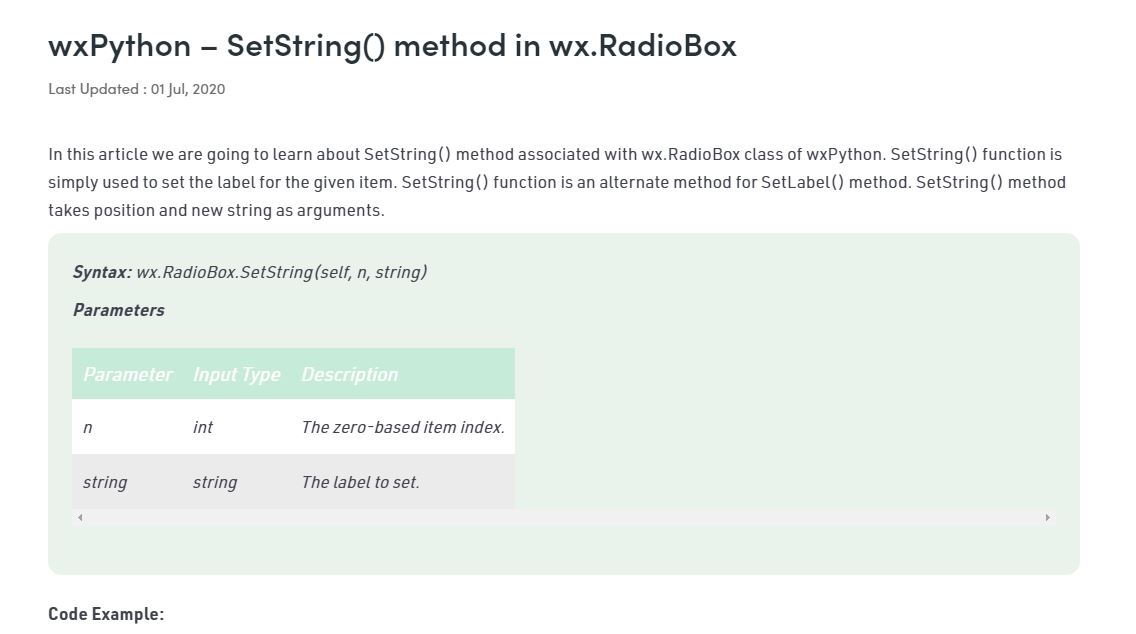 wxPython – SetString() method in wx.RadioBox
Last Updated : 01 Jul, 2020
In this article we are going to learn about SetString() method associated with wx.RadioBox class of wxPython. SetString() function is
simply used to set the label for the given item. SetString() function is an alternate method for SetLabel() method. SetString() method
takes position and new string as arguments.
Syntax: wx.RadioBox.SetString(self, n, string)
Parameters
Parameter Input Type Description
n int The zero-based item index.
string string The label to set.
Code Example: